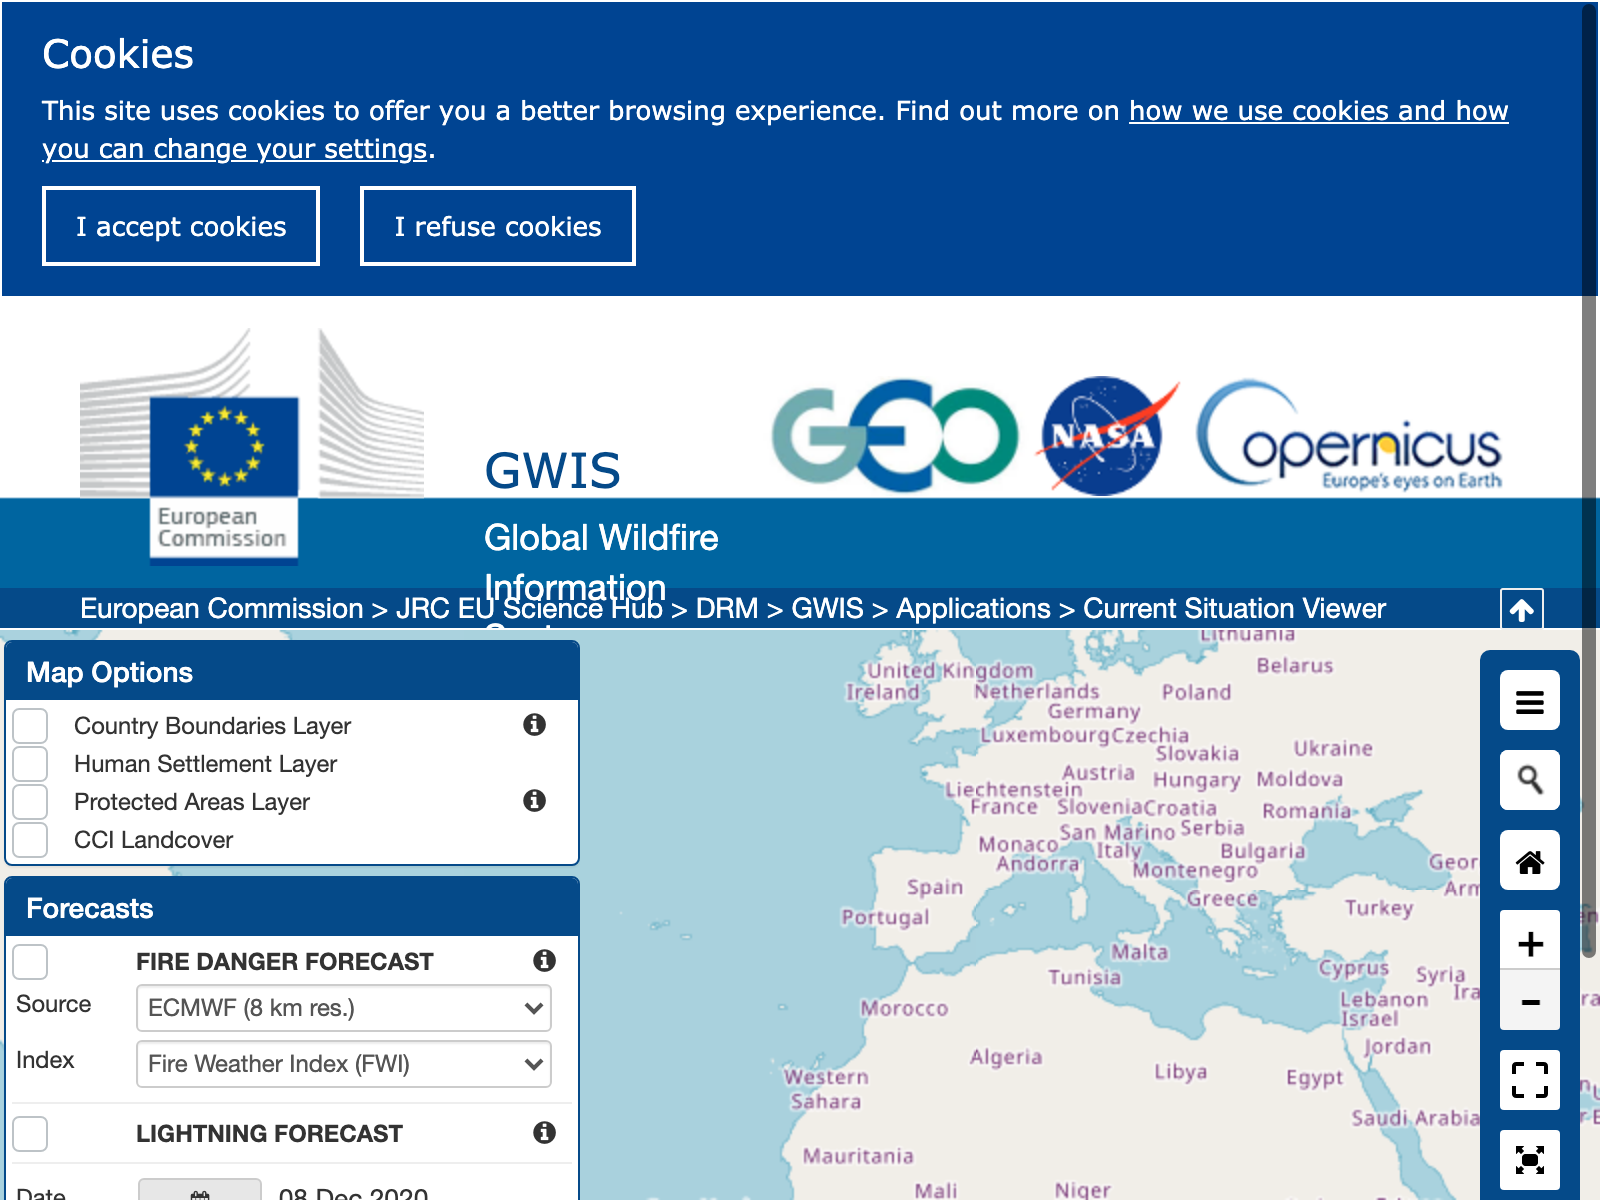 Cookies
This site uses cookies to offer you a better browsing experience. Find out more on how we use cookies and how
you can change your settings.
I accept cookies
I refuse cookies
European
Commission
GWIS
Global Wildfire
Information
GEO
NASA
Copernicus
Europe's eyes on Earth
European Commission > JRC EU Science Hub > DRM > GWIS > Applications > Current Situation Viewer
Map Options
Country Boundaries Layer
Human Settlement Layer
Protected Areas Layer
CCI Landcover
Forecasts
FIRE DANGER FORECAST
Source
ECMWF (8 km res.)
Index
Fire Weather Index (FWI)
LIGHTNING FORECAST
Date
08 Dec 2020
Lithuania
United Kingdom
Belarus
Ireland
Netherlands
Poland
Germany
Luxembourg
Czechia
Slovakia
Ukraine
Austria
Hungary
Moldova
Liechtenstein
France
Slovenia
Croatia
Romania
San Marino
Serbia
Monaco
Italy
Bulgaria
Andorra
Montenegro
Geor
Arm
Spain
Greece
Turkey
Portugal
Malta
Tunisia
Cyprus
Syria
Lebanon
Ira
Israel
Morocco
Jordan
Algeria
Libya
Egypt
Western
Sahara
Saudi Arabia
Mauritania
Mali
Niger